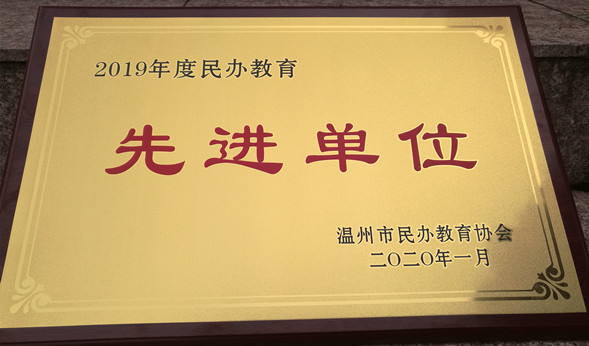 2019年度民办教育
先进单位
温州市民办教育协会
二〇二〇年一月